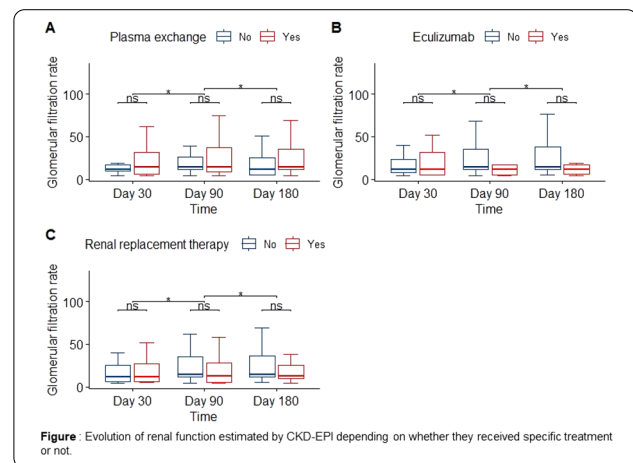 A
Plasma exchange No Yes
Glomerular filtration rate
100
50
0
* *
ns ns ns
Day 30 Day 90 Day 180
Time
B
Eculizumab No Yes
Glomerular filtration rate
100
50
0
* *
ns ns ns
Day 30 Day 90 Day 180
Time
C
Renal replacement therapy No Yes
Glomerular filtration rate
100
50
0
* *
ns ns ns
Day 30 Day 90 Day 180
Time
Figure : Evolution of renal function estimated by CKD-EPI depending on whether they received specific treatment
or not.